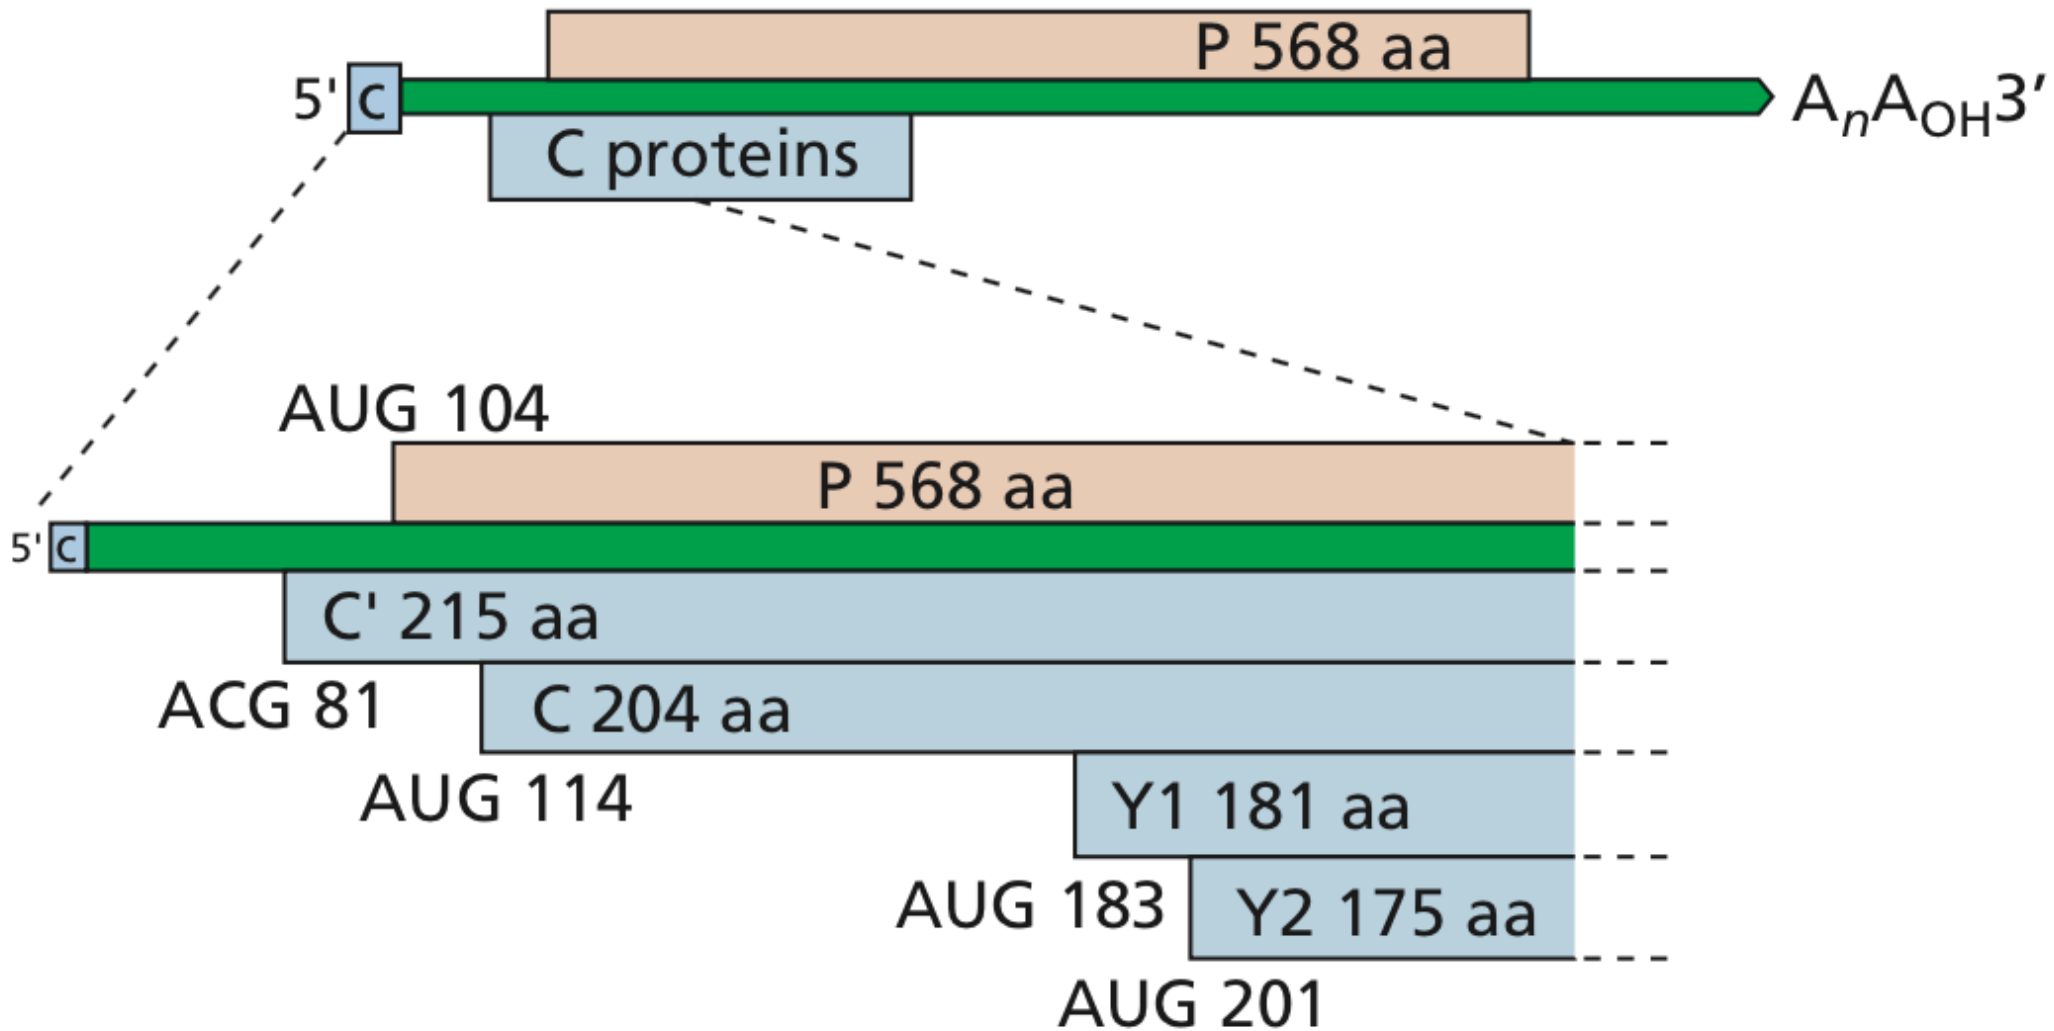 P 568 aa
5' c AnAOH3′
C proteins
AUG 104
P 568 aa
5' c
C' 215 aa
ACG 81
C 204 aa
AUG 114
Y1 181 aa
AUG 183
Y2 175 aa
AUG 201